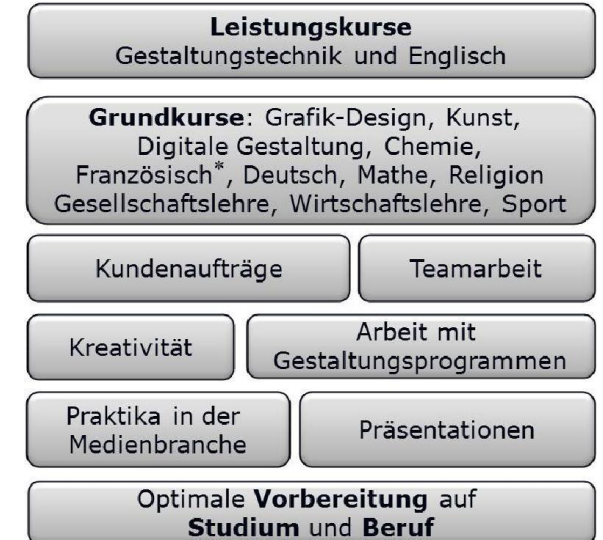 Leistungskurse
Gestaltungstechnik und Englisch
Grundkurse: Grafik-Design, Kunst,
Digitale Gestaltung, Chemie,
Französisch*, Deutsch, Mathe, Religion
Gesellschaftslehre, Wirtschaftslehre, Sport
Kundenaufträge
Teamarbeit
Kreativität
Arbeit mit
Gestaltungsprogrammen
Praktika in der
Medienbranche
Präsentationen
Optimale Vorbereitung auf
Studium und Beruf